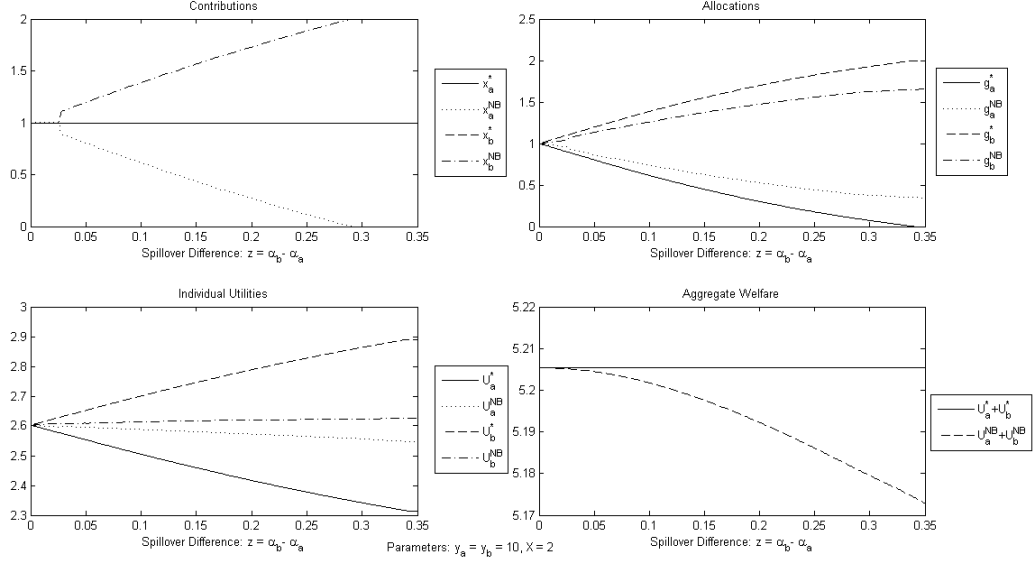 Contributions
2
1.5
1
0.5
0
0 0.05 0.1 0.15 0.2 0.25 0.3 0.35
Spillover Difference: z = α_b - α_a
x_a^*
x_a^NB
x_b^*
x_b^NB
Allocations
2.5
2
1.5
1
0.5
0
0 0.05 0.1 0.15 0.2 0.25 0.3 0.35
Spillover Difference: z = α_b - α_a
g_a^*
g_a^NB
g_b^*
g_b^NB
Individual Utilities
3
2.9
2.8
2.7
2.6
2.5
2.4
2.3
0 0.05 0.1 0.15 0.2 0.25 0.3 0.35
Spillover Difference: z = α_b - α_a
U_a^*
U_a^NB
U_b^*
U_b^NB
Aggregate Welfare
5.22
5.21
5.2
5.19
5.18
5.17
0 0.05 0.1 0.15 0.2 0.25 0.3 0.35
Spillover Difference: z = α_b - α_a
U_a^*+U_b^*
U_a^NB+U_b^NB
Parameters: y_a = y_b = 10, X = 2